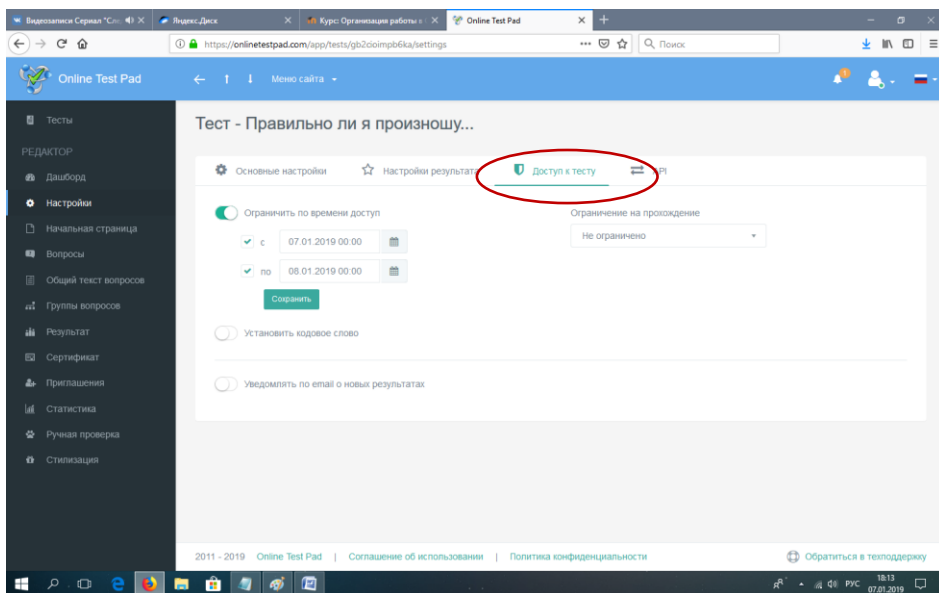 Видеозаписи Сериал "Сле
Яндекс.Диск
Курс: Организация работы в
Online Test Pad
https://onlinetestpad.com/app/tests/gb2cioimpb6ka/settings
Поиск
Online Test Pad
Меню сайта
Тесты
РЕДАКТОР
Дашборд
Настройки
Начальная страница
Вопросы
Общий текст вопросов
Группы вопросов
Результат
Сертификат
Приглашения
Статистика
Ручная проверка
Стилизация
Тест - Правильно ли я произношу...
Основные настройки
Настройки результата
Доступ к тесту
API
Ограничить по времени доступ
с 07.01.2019 00:00
по 08.01.2019 00:00
Сохранить
Ограничение на прохождение
Не ограничено
Установить кодовое слово
Уведомлять по email о новых результатах
2011 - 2019 Online Test Pad | Соглашение об использовании | Политика конфиденциальности
Обратиться в техподдержку
РУС
18:13
07.01.2019